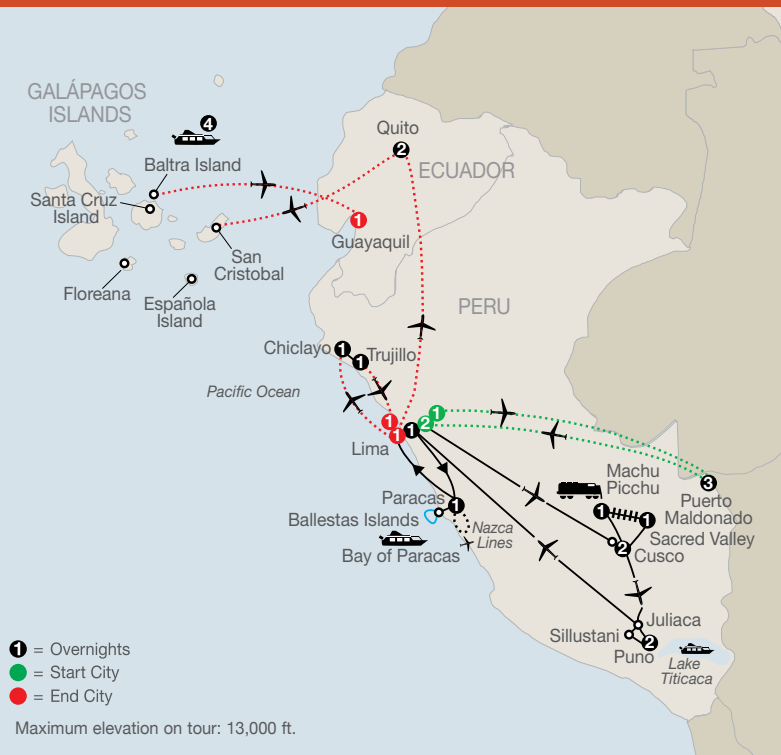 GALÁPAGOS
ISLANDS
4
Baltra Island
Santa Cruz
Island
San
Cristobal
Floreana
Española
Island
Quito
2
ECUADOR
1
Guayaquil
PERU
Chiclayo
1
1
Trujillo
Pacific Ocean
1
1
1
2
1
Lima
Machu
Picchu
3
Puerto
Maldonado
1
1
Sacred Valley
2
Cusco
Paracas
1
Ballestas Islands
Nazca
Lines
Bay of Paracas
Juliaca
Sillustani
2
Puno
Lake
Titicaca
1 = Overnights
= Start City
= End City
Maximum elevation on tour: 13,000 ft.